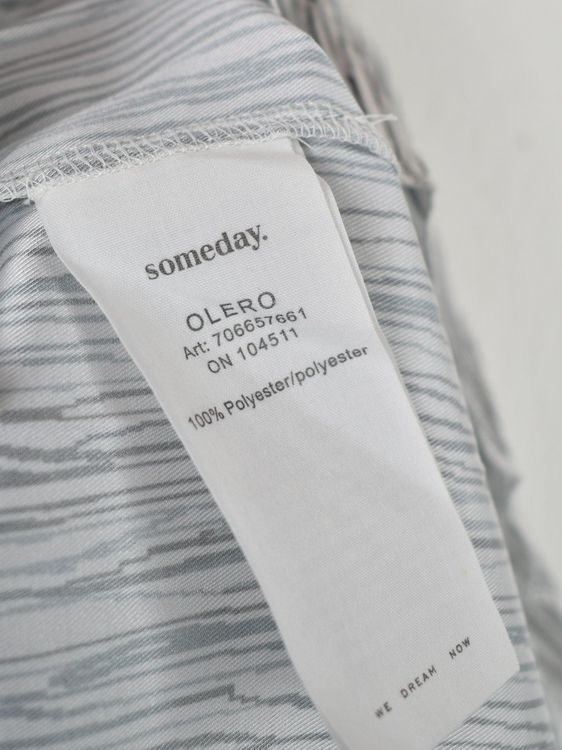 someday.
OLERO
Art: 706657661
ON 104511
100% Polyester/polyester
WE DREAM NOW